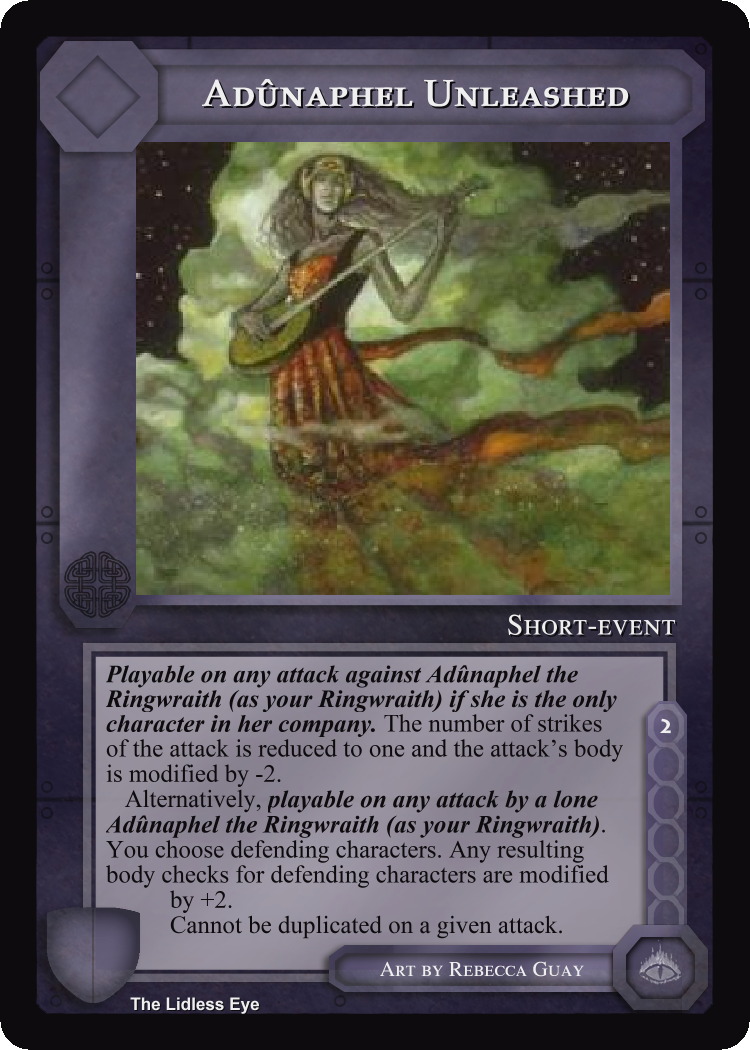 Adûnaphel Unleashed
Short-event
Playable on any attack against Adûnaphel the
Ringwraith (as your Ringwraith) if she is the only
character in her company. The number of strikes
of the attack is reduced to one and the attack's body
is modified by -2.
Alternatively, playable on any attack by a lone
Adûnaphel the Ringwraith (as your Ringwraith).
You choose defending characters. Any resulting
body checks for defending characters are modified
by +2.
Cannot be duplicated on a given attack.
2
Art by Rebecca Guay
The Lidless Eye